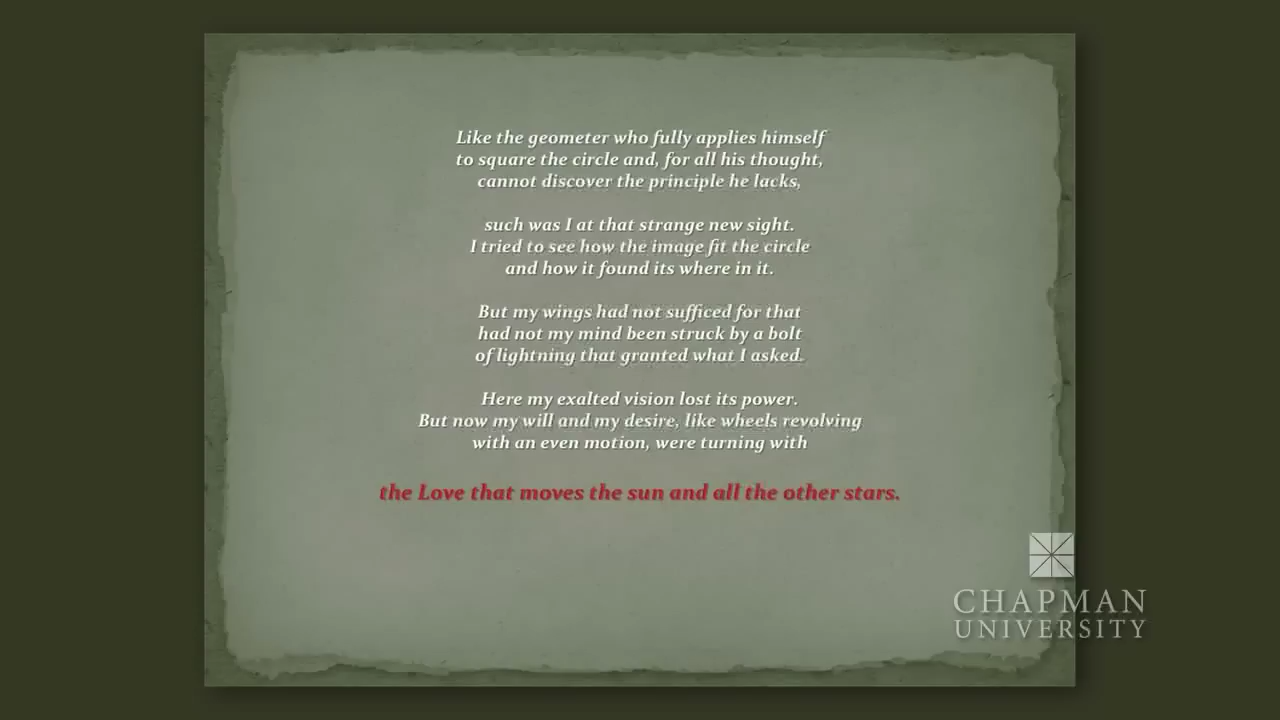 Like the geometer who fully applies himself
to square the circle and, for all his thought,
cannot discover the principle he lacks,
such was I at that strange new sight.
I tried to see how the image fit the circle
and how it found its where in it.
But my wings had not sufficed for that
had not my mind been struck by a bolt
of lightning that granted what I asked.
Here my exalted vision lost its power.
But now my will and my desire, like wheels revolving
with an even motion, were turning with
the Love that moves the sun and all the other stars.
CHAPMAN
UNIVERSITY